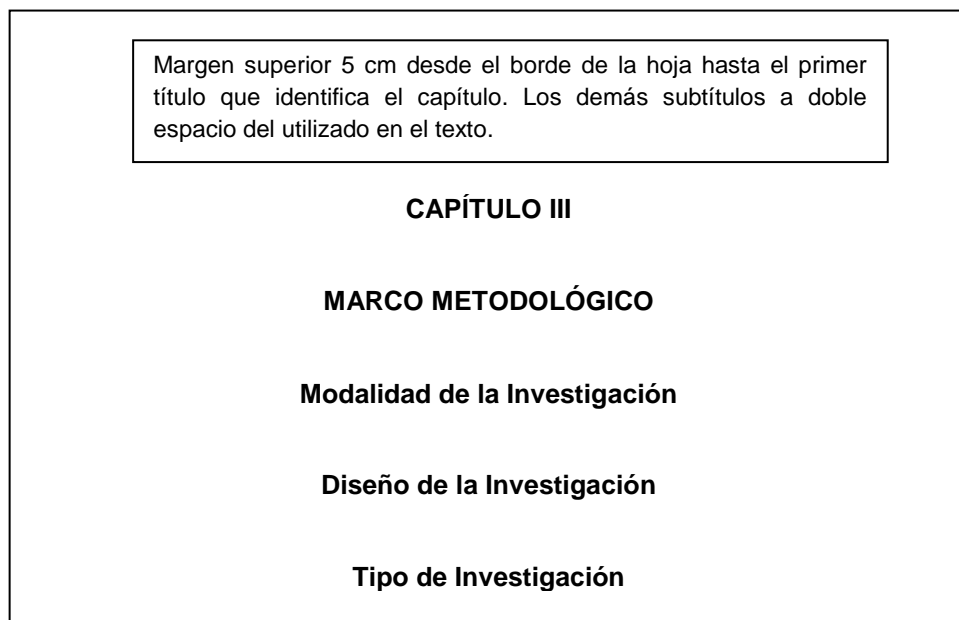 Margen superior 5 cm desde el borde de la hoja hasta el primer
título que identifica el capítulo. Los demás subtítulos a doble
espacio del utilizado en el texto.
CAPÍTULO III
MARCO METODOLÓGICO
Modalidad de la Investigación
Diseño de la Investigación
Tipo de Investigación